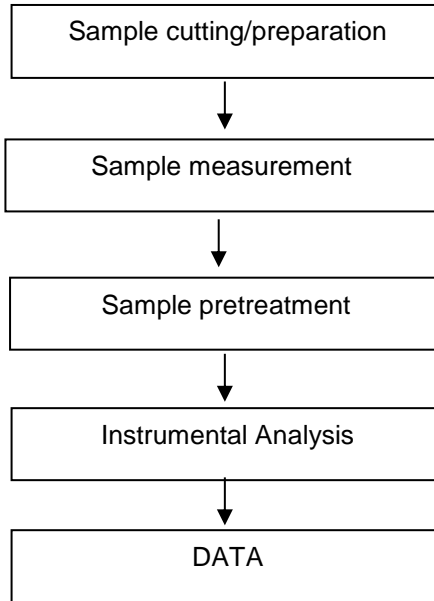 Sample cutting/preparation
Sample measurement
Sample pretreatment
Instrumental Analysis
DATA